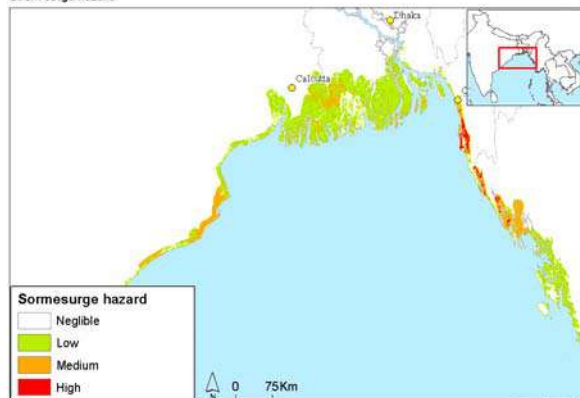 Dhaka
Calcutta
Sormesurge hazard
Neglible
Low
Medium
High
N
0 75Km